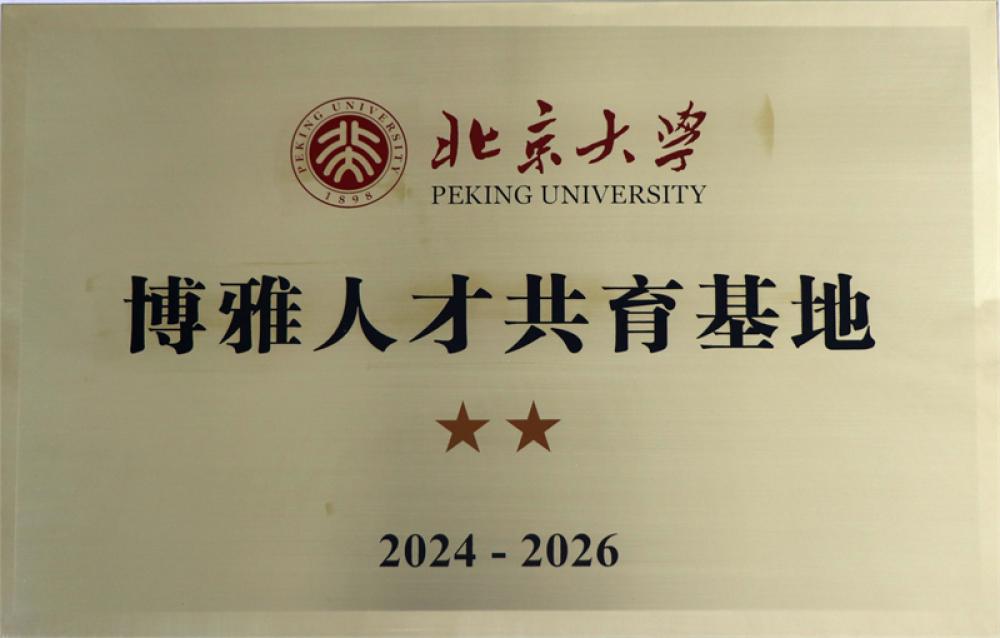 PEKING UNIVERSITY
1898
北京大學
PEKING UNIVERSITY
博雅人才共育基地
★★
2024 - 2026